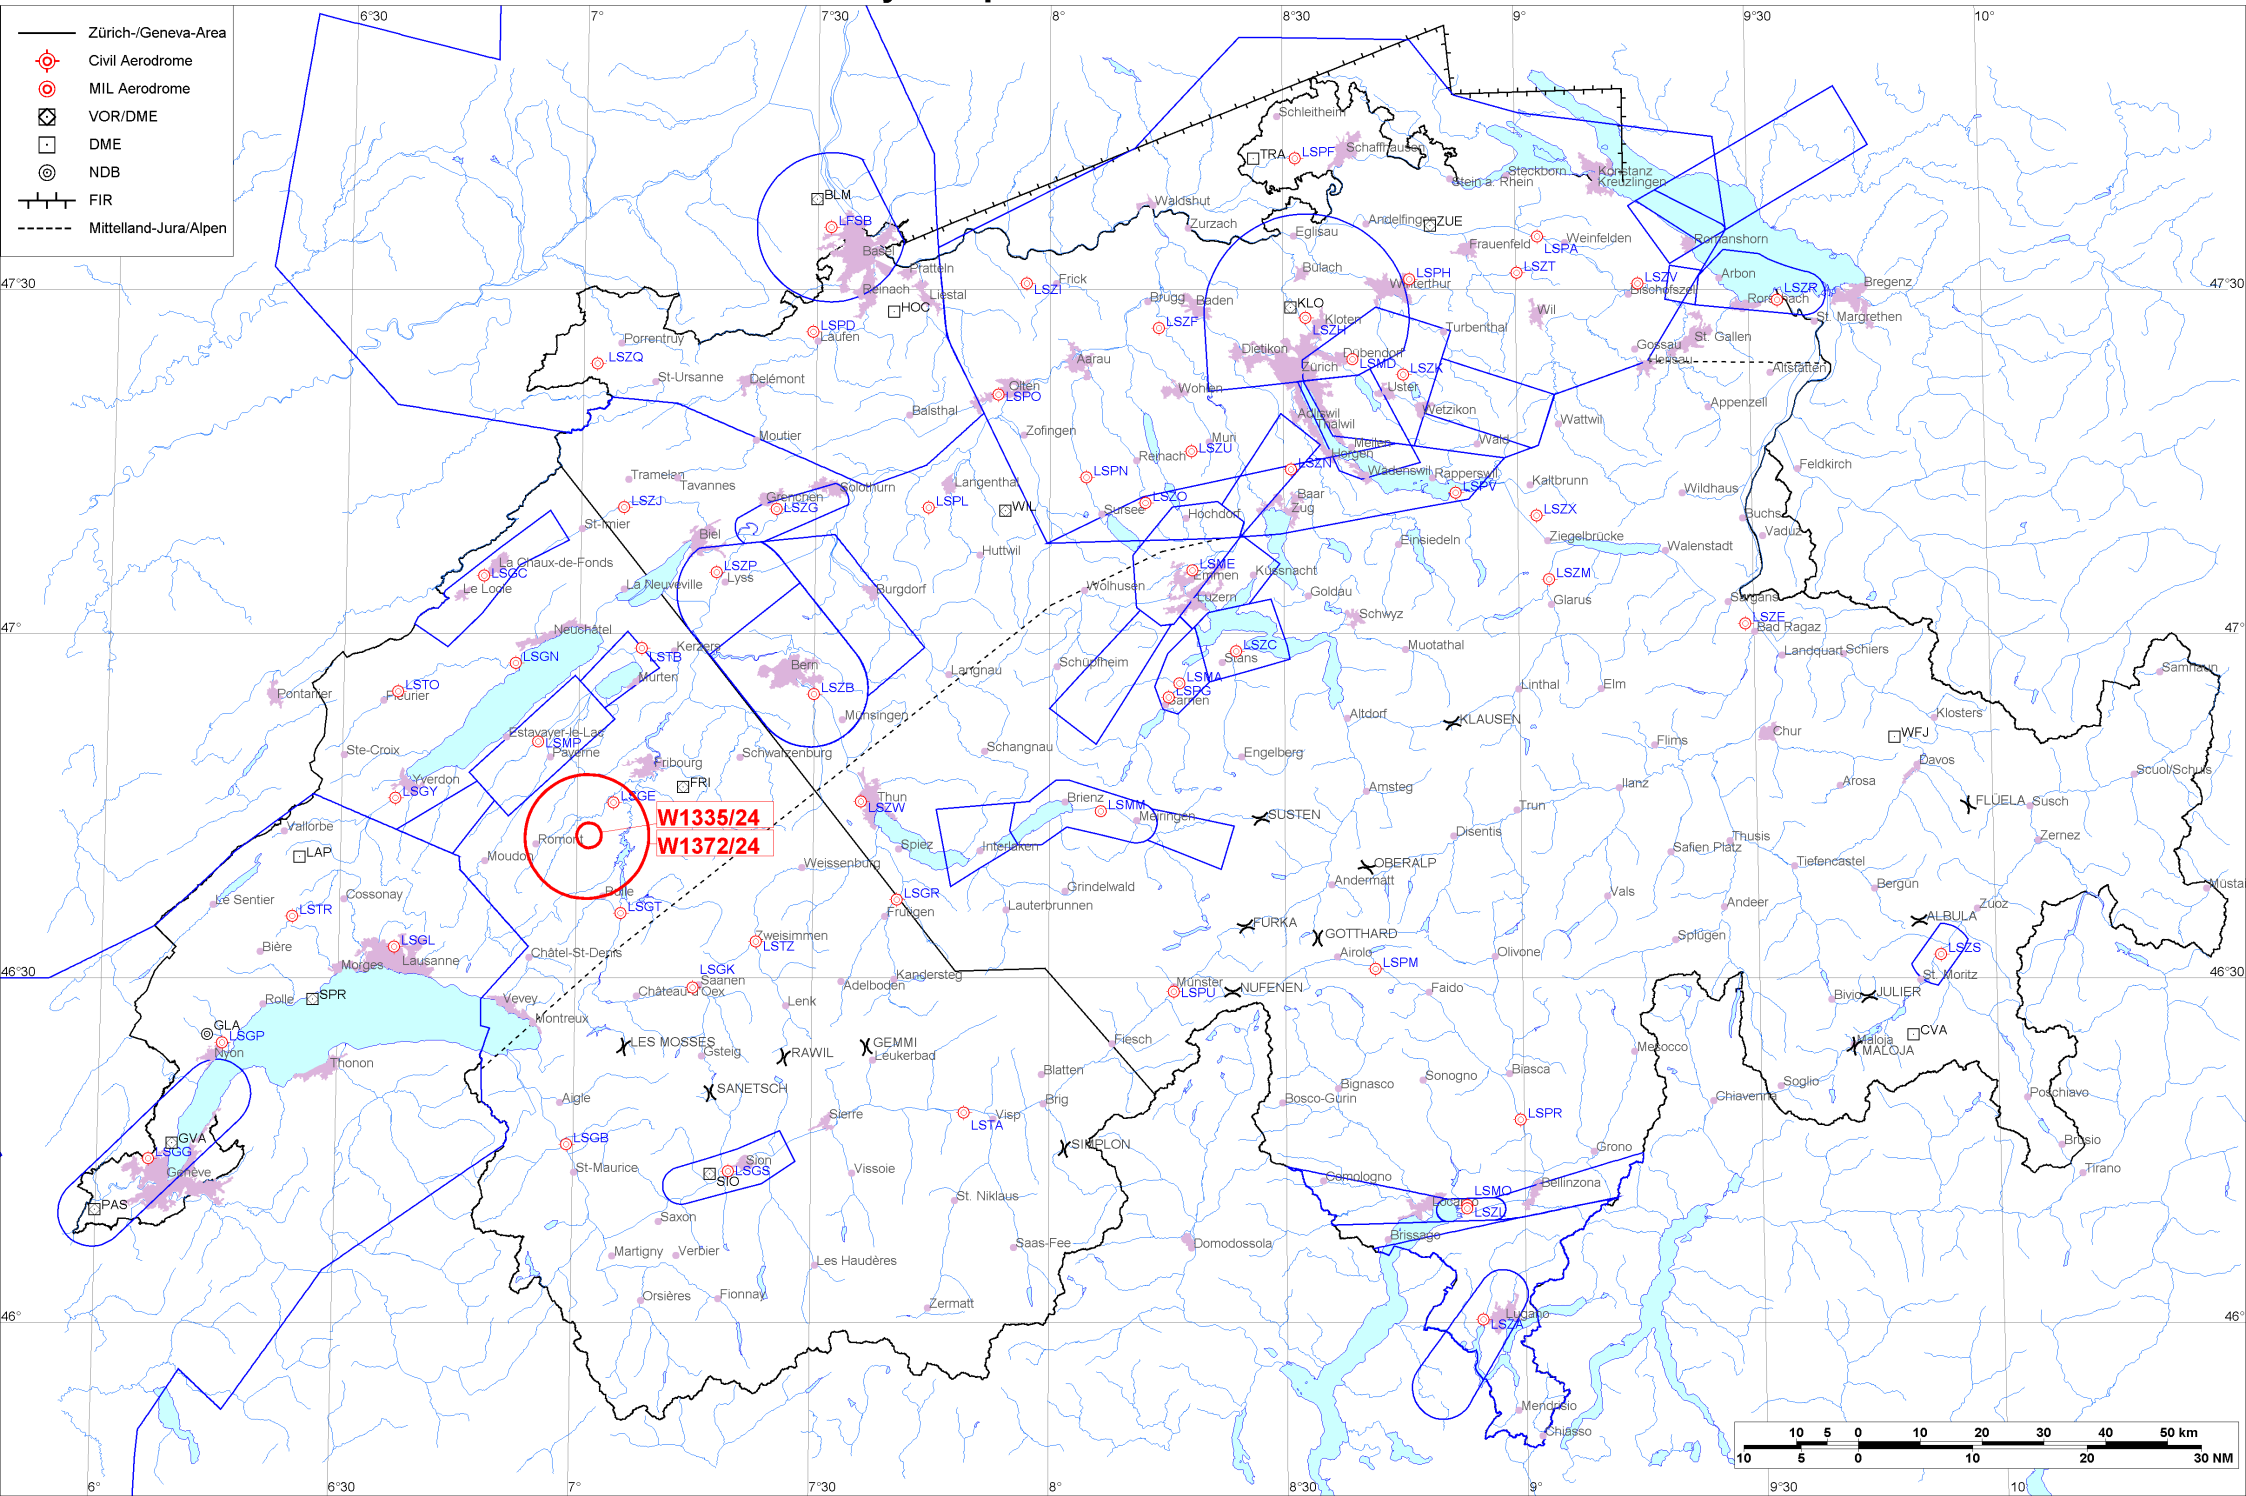 6°30
7°
7°30
8°
8°30
9°
9°30
10°
Zürich-/Geneva-Area
Civil Aerodrome
MIL Aerodrome
VOR/DME
DME
NDB
FIR
Mittelland-Jura/Alpen
Schleitheim
TRA
LSPF
Schaffhausen
Steckborn
Konstanz
Stein a. Rhein
Kreuzlingen
BLM
Waldshut
LFSB
Zurzach
Eglisau
Andelfingen
ZUE
LSPA
Weinfelden
Romanshorn
Basel
Frauenfeld
Pratteln
Bülach
LSPH
LSZT
Arbon
47°30
LSZI
Frick
Winterthur
LSZV
Bischofszell
LSZR
Bregenz
47°30
Reinach
Liestal
HOC
Brugg
Baden
KLO
Rorschach
LSPD
Laufen
LSZF
Kloten
LSZH
Wil
St. Margrethen
Porrentruy
Turbenthal
St. Gallen
LSZQ
Aarau
Dietikon
Dübendorf
LSMD
Gossau
Herisau
St-Ursanne
Delémont
Zürich
LSZK
Altstätten
Olten
LSPO
Wohlen
Uster
Balsthal
Wetzikon
Appenzell
Adliswil
Thalwil
Wattwil
Moutier
Zofingen
Muri
LSZU
Meilen
Wald
Horgen
Tramelan
Reinach
LSPN
LSZN
Wädenswil
Rapperswil
Feldkirch
Tavannes
Solothurn
Langenthal
Kaltbrunn
Wildhaus
Grenchen
LSZG
LSZJ
LSPL
WIL
LSZO
Sursee
Hochdorf
Baar
Zug
LSPV
LSZX
Buchs
St-Imier
Biel
Huttwil
Einsiedeln
Ziegelbrücke
Vaduz
Walenstadt
La Chaux-de-Fonds
LSGC
LSZP
Lyss
LSME
Emmen
Küssnacht
LSZM
Le Locle
La Neuveville
Burgdorf
Wolhusen
Luzern
Goldau
Glarus
Sargans
Schwyz
LSZE
47°
Neuchâtel
Bad Ragaz
47°
Kerzers
LSGN
LSTB
Bern
LSZC
Stans
Muotathal
Landquart
Schiers
Murten
Langnau
Schüpfheim
Samnaun
LSTO
Fleurier
Pontarlier
LSZB
LSMA
LSPG
Sarnen
Linthal
Elm
Münsingen
Altdorf
KLAUSEN
Klosters
Estavayer-le-Lac
LSMP
Payerne
Ste-Croix
Schwarzenburg
Schangnau
Engelberg
Flims
Chur
WFJ
Fribourg
Davos
Yverdon
LSGY
FRI
Scuol/Schuls
LSGE
Thun
LSZW
Brienz
LSMM
Meiringen
Amsteg
Ilanz
Arosa
FLÜELA
Susch
W1335/24
SUSTEN
Trun
Vallorbe
Romont
W1372/24
Disentis
Thusis
Zernez
LAP
Moudon
Spiez
Interlaken
Safien Platz
Weissenburg
OBERALP
Tiefencastel
Andermatt
Grindelwald
Bergün
Müstair
Le Sentier
Cossonay
Bulle
LSGR
Vals
LSTR
LSGT
Frutigen
Lauterbrunnen
Andeer
Zuoz
FURKA
ALBULA
GOTTHARD
Bière
LSGL
Zweisimmen
LSTZ
Splügen
Lausanne
Morges
Châtel-St-Denis
Airolo
Olivone
LSZS
46°30
LSGK
Saanen
LSPM
46°30
Kandersteg
Adelboden
Münster
LSPU
NUFENEN
St. Moritz
Rolle
SPR
Vevey
Château-d'Oex
Lenk
Faido
Bivio
JULIER
GLA
LSGP
Montreux
Nyon
LES MOSSES
GEMMI
Fiesch
CVA
Maloja
MALOJA
Gsteig
RAWIL
Leukerbad
Mesocco
Thonon
Blatten
Biasca
Bignasco
Sonogno
SANETSCH
Soglio
Aigle
Brig
Bosco-Gurin
Chiavenna
Poschiavo
Sierre
Visp
LSTA
LSPR
GVA
LSGG
LSGB
SIMPLON
Brusio
Grono
Genève
St-Maurice
Sion
LSGS
SIO
Vissoie
Comologno
Tirano
Bellinzona
St. Niklaus
LSMO
Locarno
LSZL
PAS
Saxon
Brissago
Martigny
Verbier
Saas-Fee
Domodossola
Les Haudères
Orsières
Fionnay
Zermatt
46°
Lugano
LSZA
46°
Mendrisio
Chiasso
10 5 0 10 20 30 40 50 km
10 5 0 10 20 30 NM
6°
6°30
7°
7°30
8°
8°30
9°
9°30
10